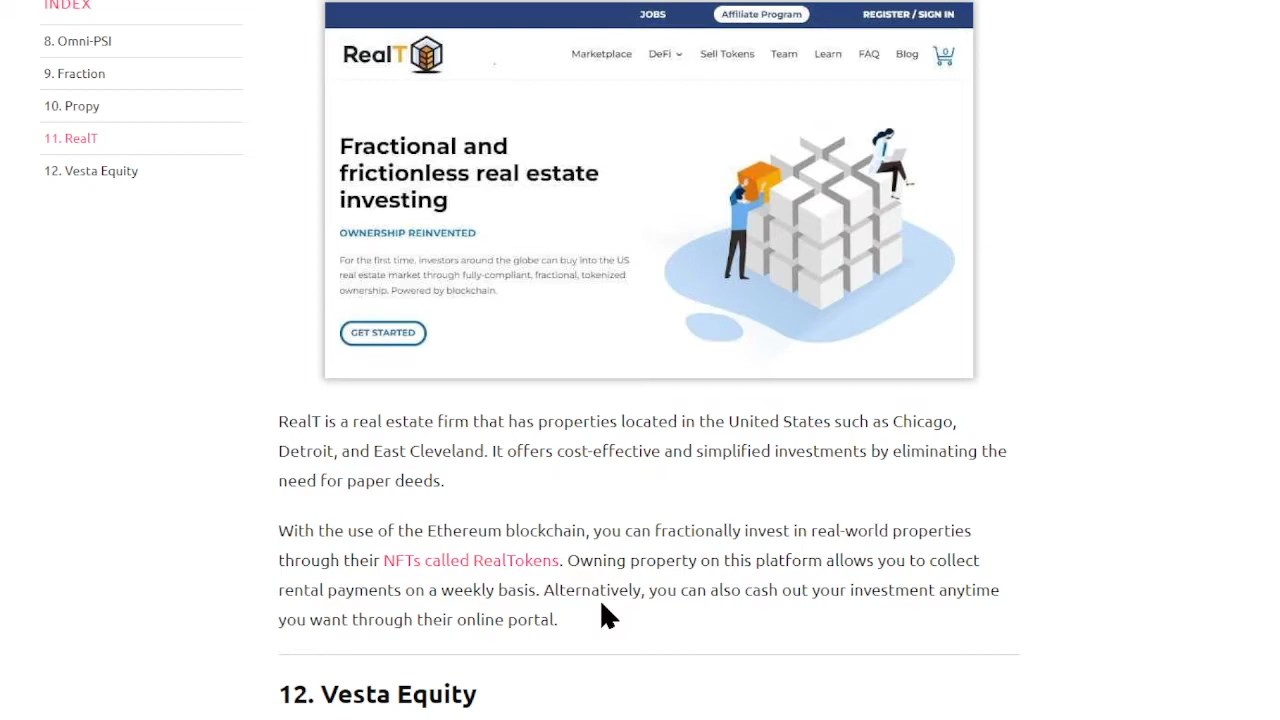 INDEX
8. Omni-PSI
9. Fraction
10. Propy
11. RealT
12. Vesta Equity
JOBS Affiliate Program REGISTER / SIGN IN
RealT Marketplace DeFi Sell Tokens Team Learn FAQ Blog 0
Fractional and
frictionless real estate
investing
OWNERSHIP REINVENTED
For the first time, investors around the globe can buy into the US
real estate market through fully-compliant, fractional, tokenized
ownership. Powered by blockchain.
GET STARTED
RealT is a real estate firm that has properties located in the United States such as Chicago,
Detroit, and East Cleveland. It offers cost-effective and simplified investments by eliminating the
need for paper deeds.
With the use of the Ethereum blockchain, you can fractionally invest in real-world properties
through their NFTs called RealTokens. Owning property on this platform allows you to collect
rental payments on a weekly basis. Alternatively, you can also cash out your investment anytime
you want through their online portal.
12. Vesta Equity